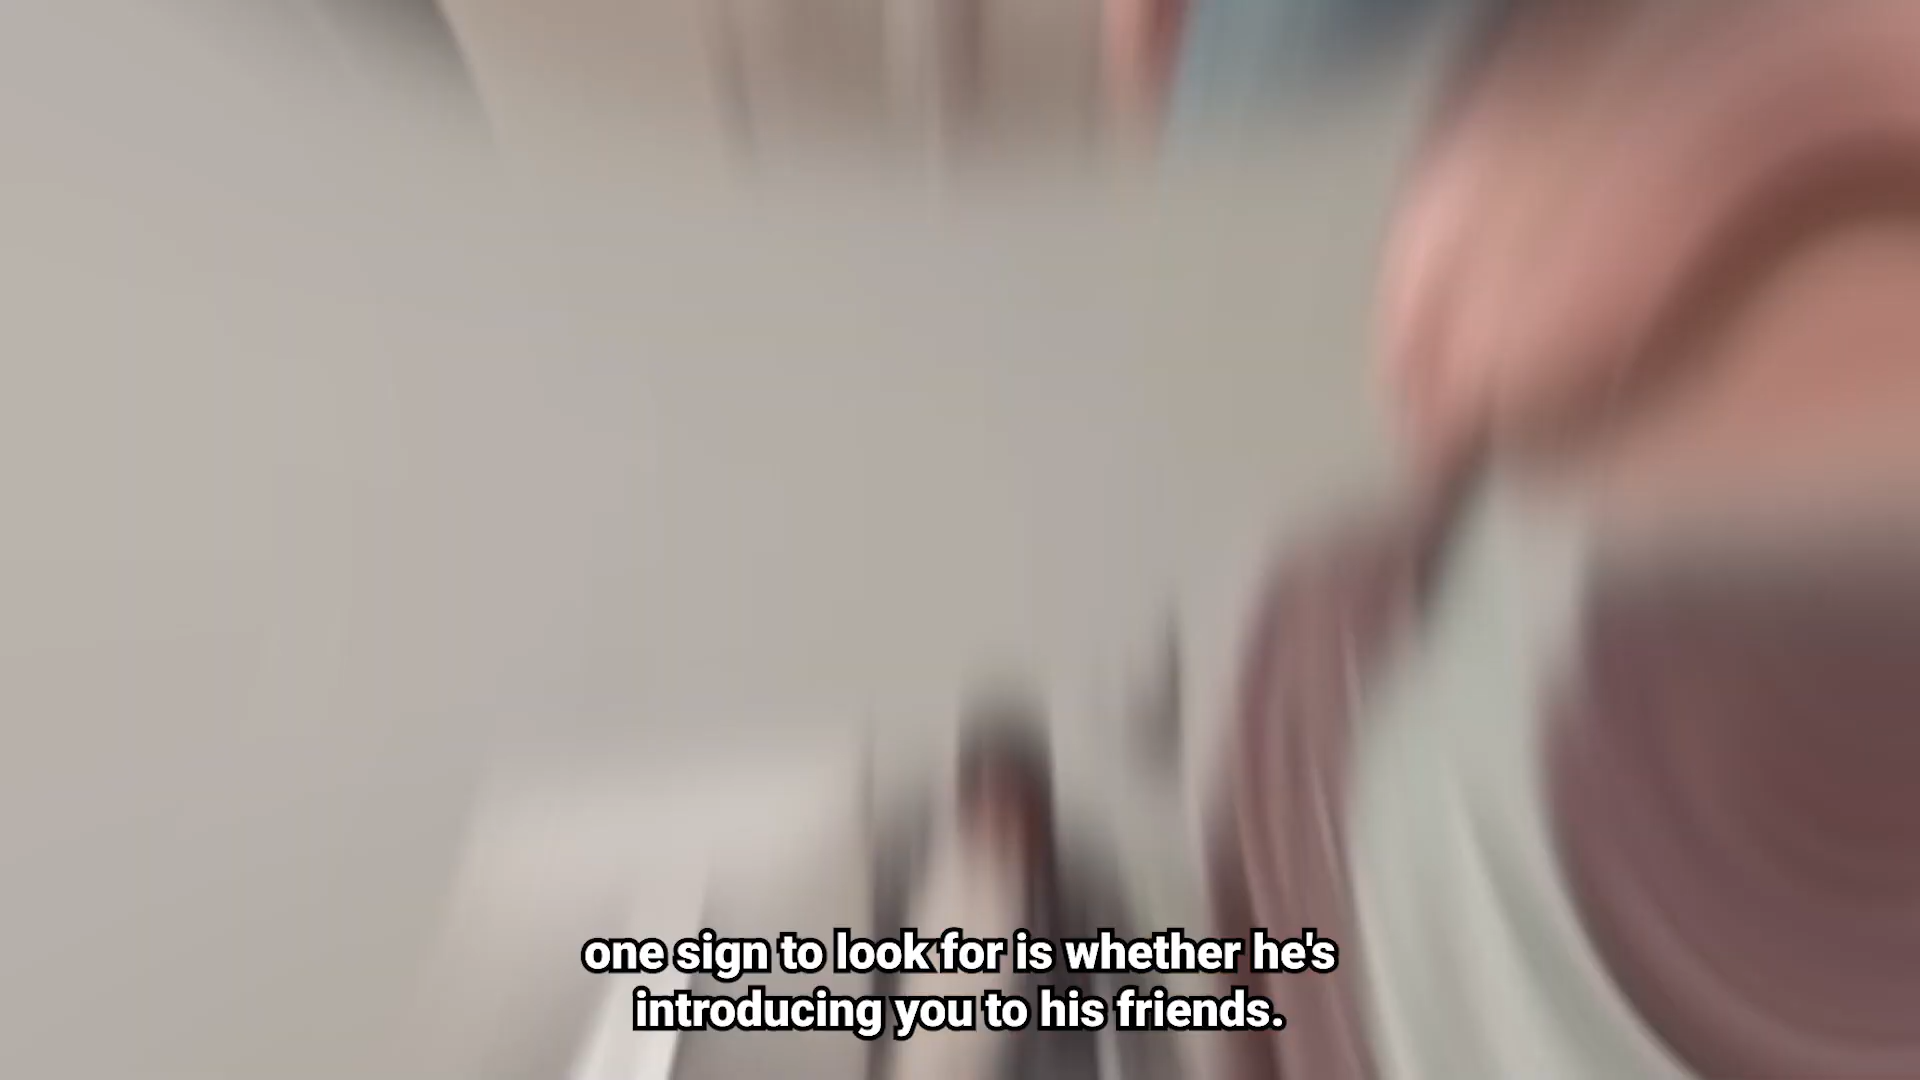 one sign to look for is whether he's
introducing you to his friends.